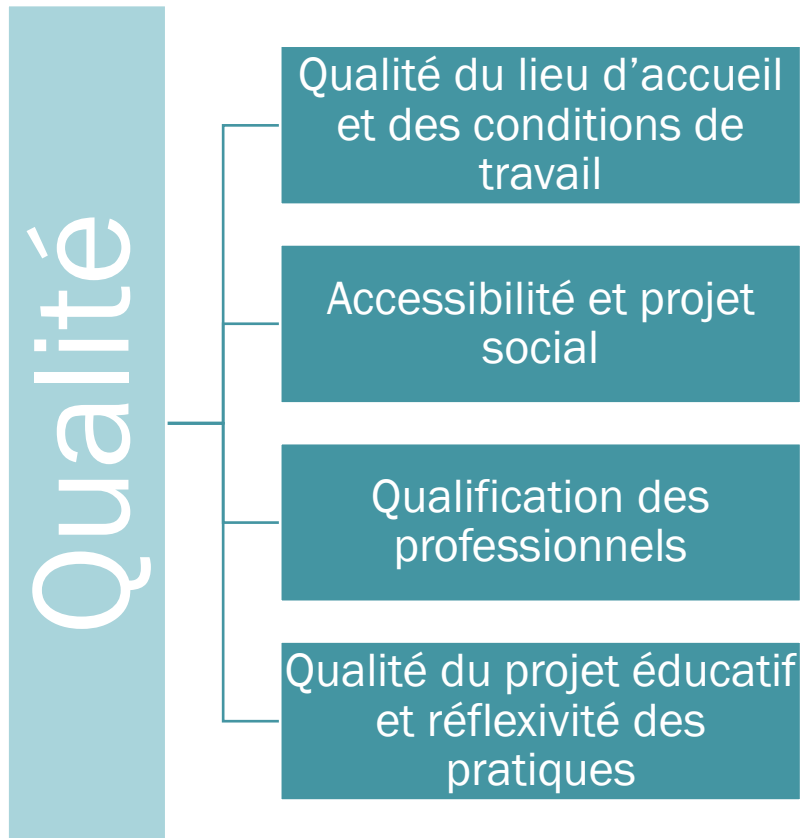 Qualité
Qualité du lieu d’accueil
et des conditions de
travail
Accessibilité et projet
social
Qualification des
professionnels
Qualité du projet éducatif
et réflexivité des
pratiques